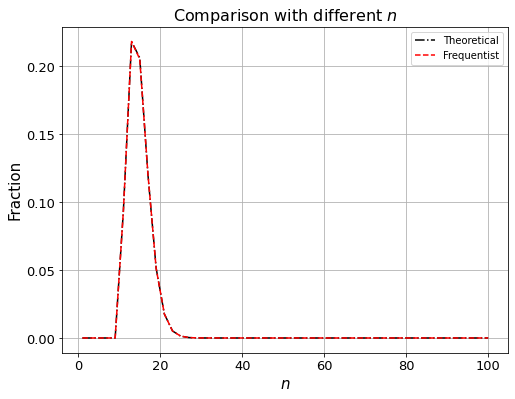 Comparison with different n
Theoretical
Frequentist
Fraction
0.20
0.15
0.10
0.05
0.00
0 20 40 60 80 100
n